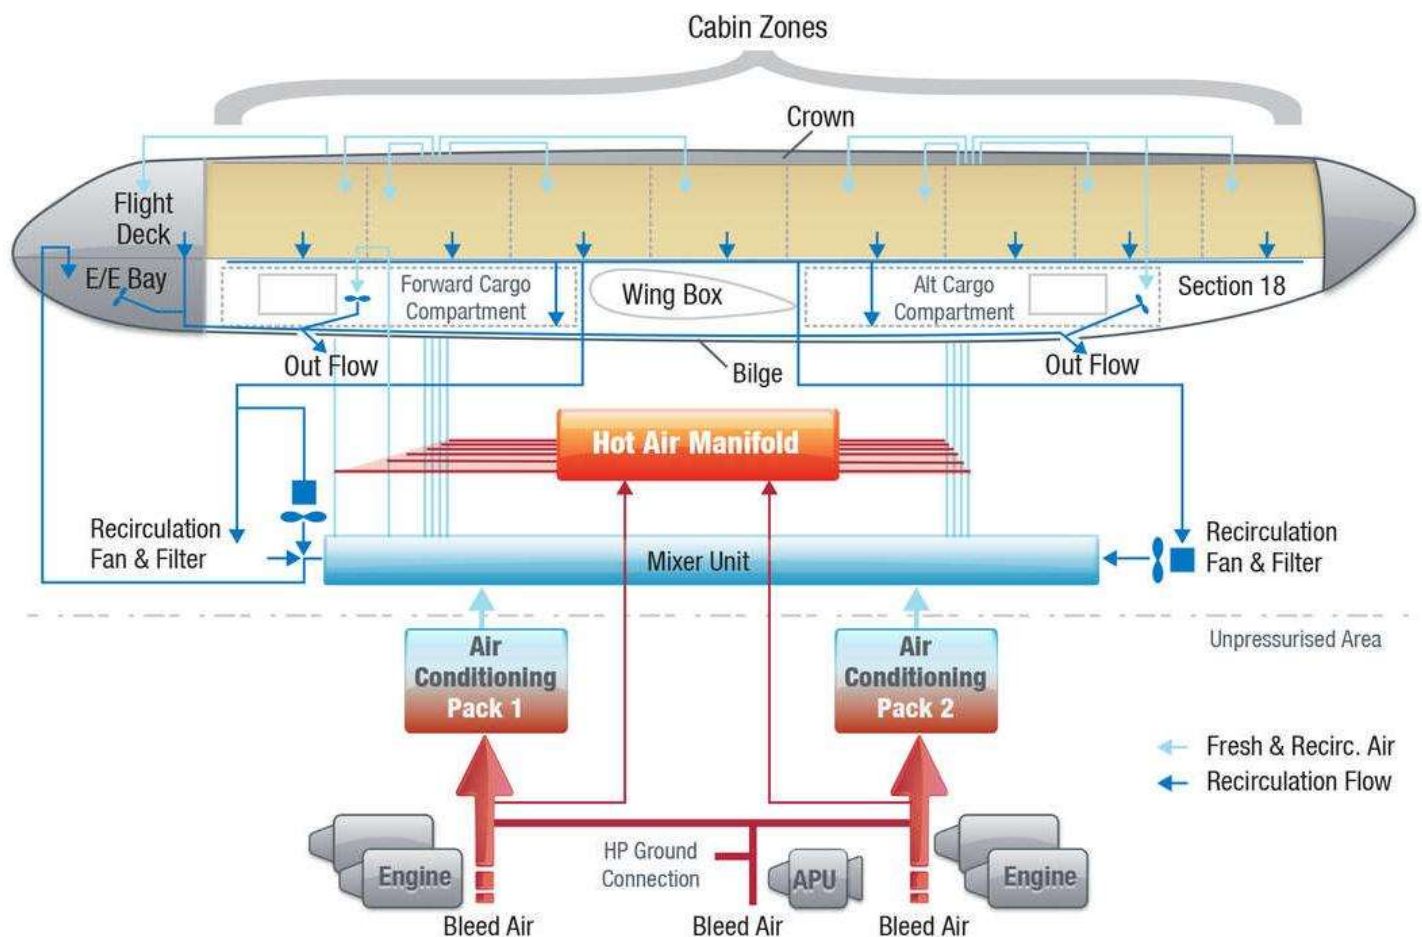 Cabin Zones
Crown
Flight
Deck
E/E Bay
Forward Cargo
Compartment
Wing Box
Alt Cargo
Compartment
Section 18
Out Flow
Bilge
Out Flow
Hot Air Manifold
Recirculation
Fan & Filter
Mixer Unit
Recirculation
Fan & Filter
Unpressurised Area
Air
Conditioning
Pack 1
Air
Conditioning
Pack 2
Fresh & Recirc. Air
Recirculation Flow
Engine
HP Ground
Connection
APU
Engine
Bleed Air
Bleed Air
Bleed Air